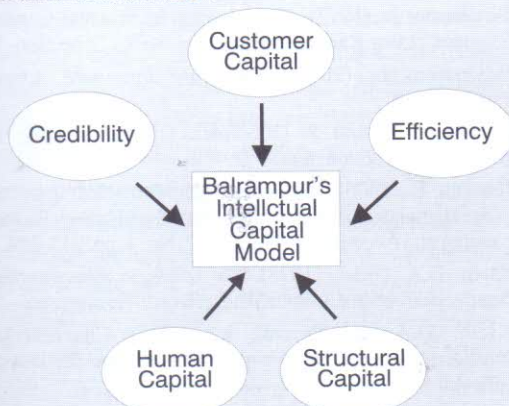 Customer
Capital
Credibility
Efficiency
Balrampur's
Intellctual
Capital
Model
Human
Capital
Structural
Capital